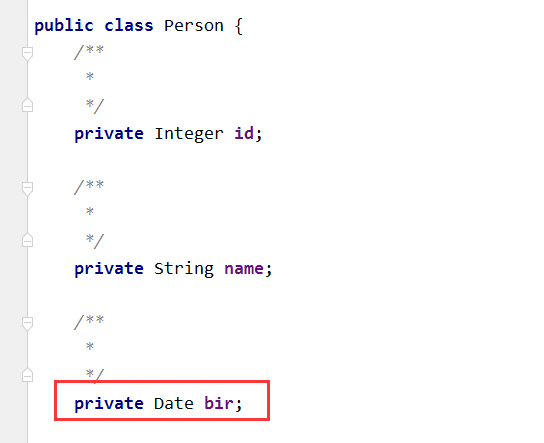 public class Person {
/**
*
*/
private Integer id;
/**
*
*/
private String name;
/**
*
*/
private Date bir;